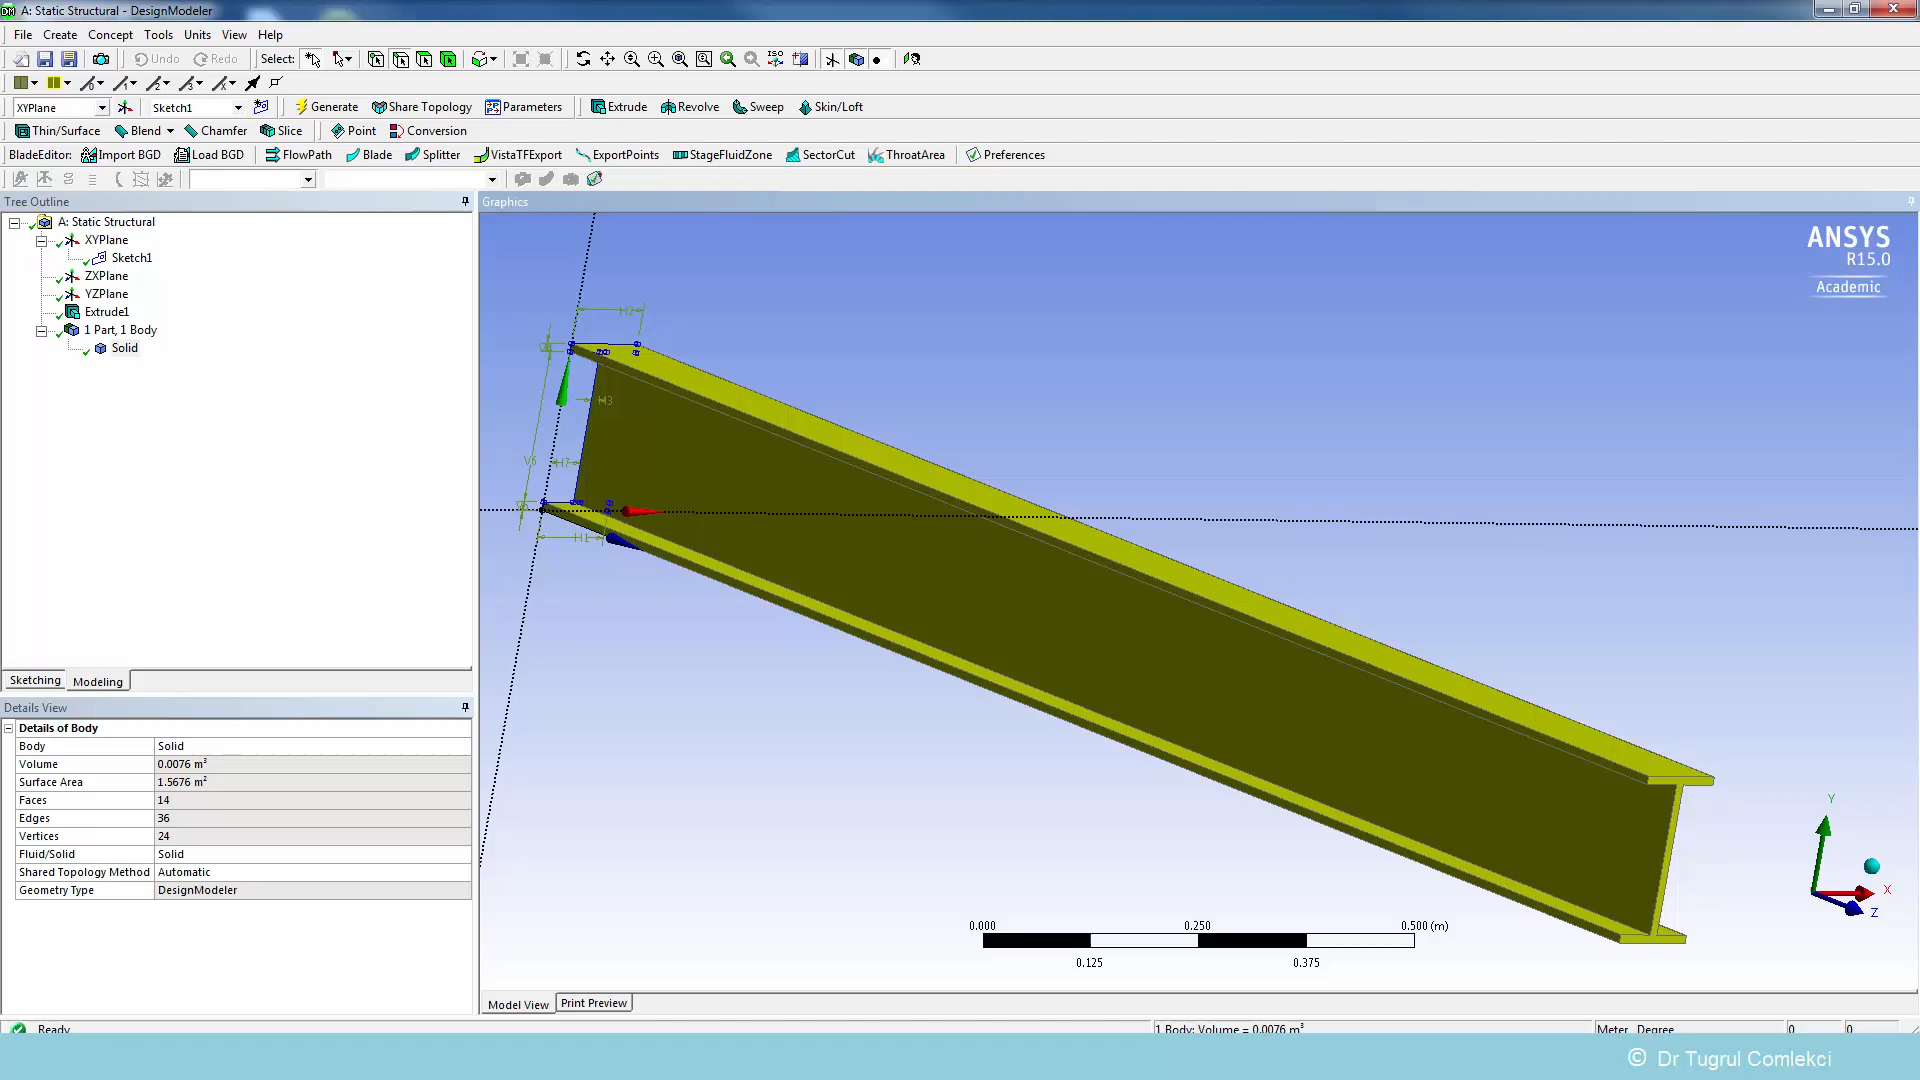 A: Static Structural - DesignModeler
File Create Concept Tools Units View Help
Undo Redo Select:
XYPlane Sketch1 Generate Share Topology Parameters Extrude Revolve Sweep Skin/Loft
Thin/Surface Blend Chamfer Slice Point Conversion
BladeEditor: Import BGD Load BGD FlowPath Blade Splitter VistaTFExport ExportPoints StageFluidZone SectorCut ThroatArea Preferences
Tree Outline
A: Static Structural
XYPlane
Sketch1
ZXPlane
YZPlane
Extrude1
1 Part, 1 Body
Solid
Sketching Modeling
Details View
Details of Body
Body Solid
Volume 0.0076 m³
Surface Area 1.5676 m²
Faces 14
Edges 36
Vertices 24
Fluid/Solid Solid
Shared Topology Method Automatic
Geometry Type DesignModeler
Graphics
ANSYS
R15.0
Academic
H2
H3
V6
H7
H1
Y
X
Z
0.000 0.250 0.500 (m)
0.125 0.375
Model View Print Preview
Ready 1 Body: Volume = 0.0076 m³ Meter Degree 0 0
© Dr Tugrul Comlekci